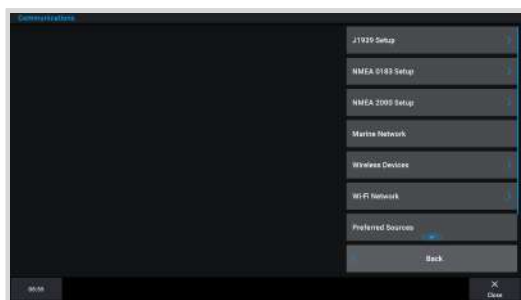 Communications
J1939 Setup
NMEA 0183 Setup
NMEA 2000 Setup
Marine Network
Wireless Devices
Wi-Fi Network
Preferred Sources
Back
Close